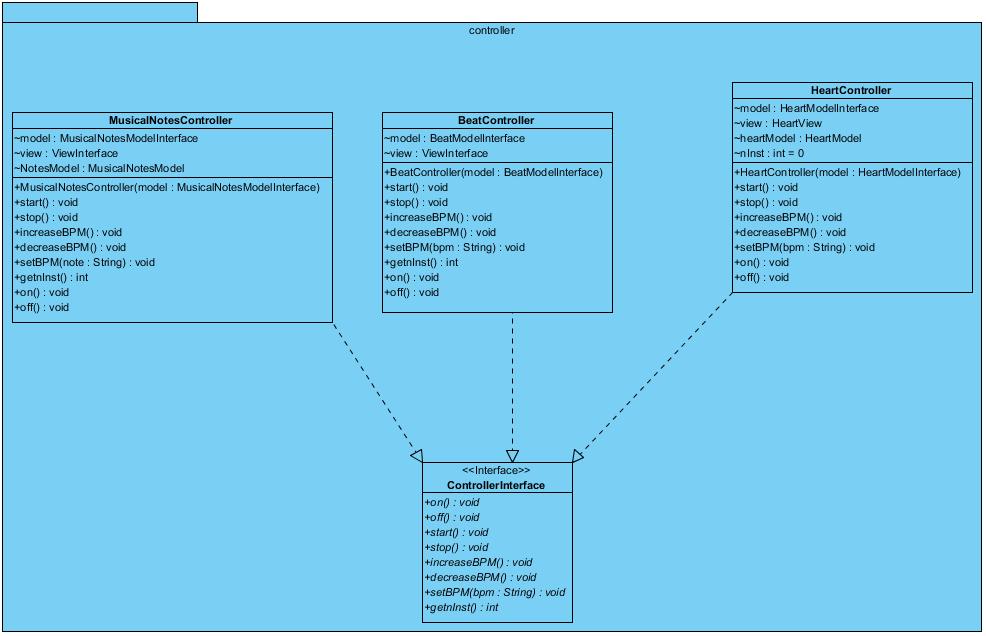 controller
MusicalNotesController
~model : MusicalNotesModelInterface
~view : ViewInterface
~NotesModel : MusicalNotesModel
+MusicalNotesController(model : MusicalNotesModelInterface)
+start() : void
+stop() : void
+increaseBPM() : void
+decreaseBPM() : void
+setBPM(note : String) : void
+getnInst() : int
+on() : void
+off() : void
BeatController
~model : BeatModelInterface
~view : ViewInterface
+BeatController(model : BeatModelInterface)
+start() : void
+stop() : void
+increaseBPM() : void
+decreaseBPM() : void
+setBPM(bpm : String) : void
+getnInst() : int
+on() : void
+off() : void
HeartController
~model : HeartModelInterface
~view : HeartView
~heartModel : HeartModel
~nInst : int = 0
+HeartController(model : HeartModelInterface)
+start() : void
+stop() : void
+increaseBPM() : void
+decreaseBPM() : void
+setBPM(bpm : String) : void
+on() : void
+off() : void
<<Interface>>
ControllerInterface
+on() : void
+off() : void
+start() : void
+stop() : void
+increaseBPM() : void
+decreaseBPM() : void
+setBPM(bpm : String) : void
+getnInst() : int